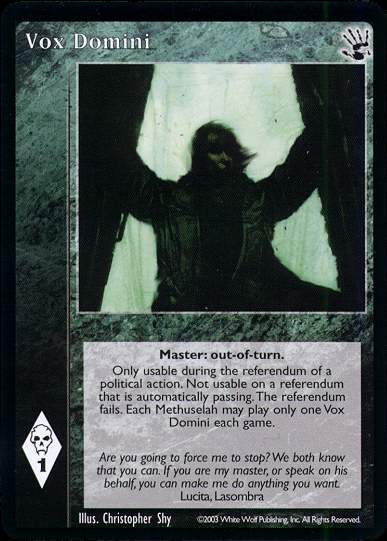 Vox Domini
Master: out-of-turn.
Only usable during the referendum of a
political action. Not usable on a referendum
that is automatically passing. The referendum
fails. Each Methuselah may play only one Vox
Domini each game.
Are you going to force me to stop? We both know
that you can. If you are my master, or speak on his
behalf, you can make me do anything you want.
Lucita, Lasombra
1
Illus. Christopher Shy
©2003 White Wolf Publishing, Inc. All Rights Reserved.